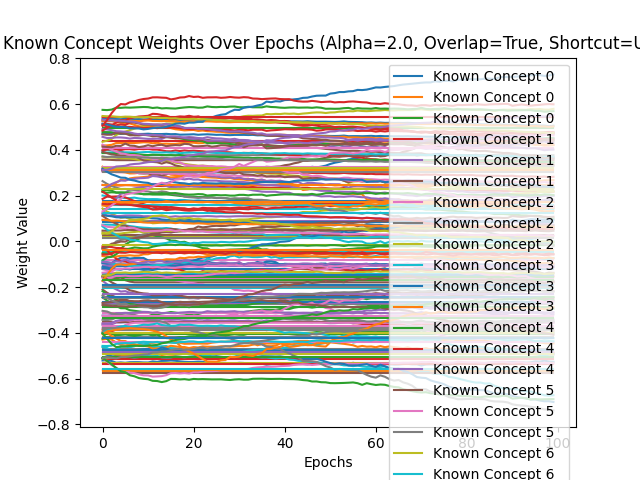 Known Concept Weights Over Epochs (Alpha=2.0, Overlap=True, Shortcut=U
0.8
0.6
0.4
0.2
0.0
−0.2
−0.4
−0.6
−0.8
Weight Value
0
20
40
60
80
100
Epochs
Known Concept 0
Known Concept 0
Known Concept 0
Known Concept 1
Known Concept 1
Known Concept 1
Known Concept 2
Known Concept 2
Known Concept 2
Known Concept 3
Known Concept 3
Known Concept 3
Known Concept 4
Known Concept 4
Known Concept 4
Known Concept 5
Known Concept 5
Known Concept 5
Known Concept 6
Known Concept 6